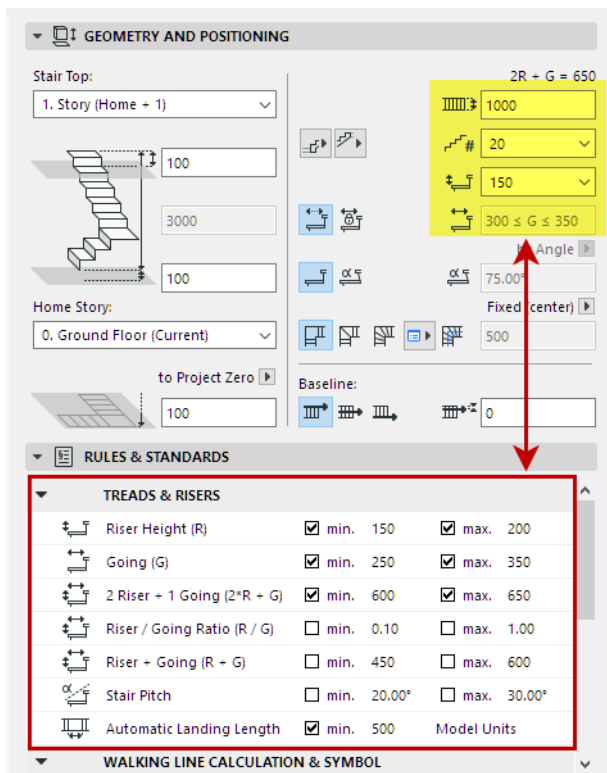 GEOMETRY AND POSITIONING
Stair Top:
2R + G = 650
1. Story (Home + 1)
1000
100
# 20
150
3000
300 ≤ G ≤ 350
Angle
100
α
α 75.00°
Home Story:
Fixed (center)
0. Ground Floor (Current)
500
to Project Zero
Baseline:
100
0
RULES & STANDARDS
TREADS & RISERS
Riser Height (R) min. 150 max. 200
Going (G) min. 250 max. 350
2 Riser + 1 Going (2*R + G) min. 600 max. 650
Riser / Going Ratio (R / G) min. 0.10 max. 1.00
Riser + Going (R + G) min. 450 max. 600
α Stair Pitch min. 20.00° max. 30.00°
Automatic Landing Length min. 500 Model Units
WALKING LINE CALCULATION & SYMBOL